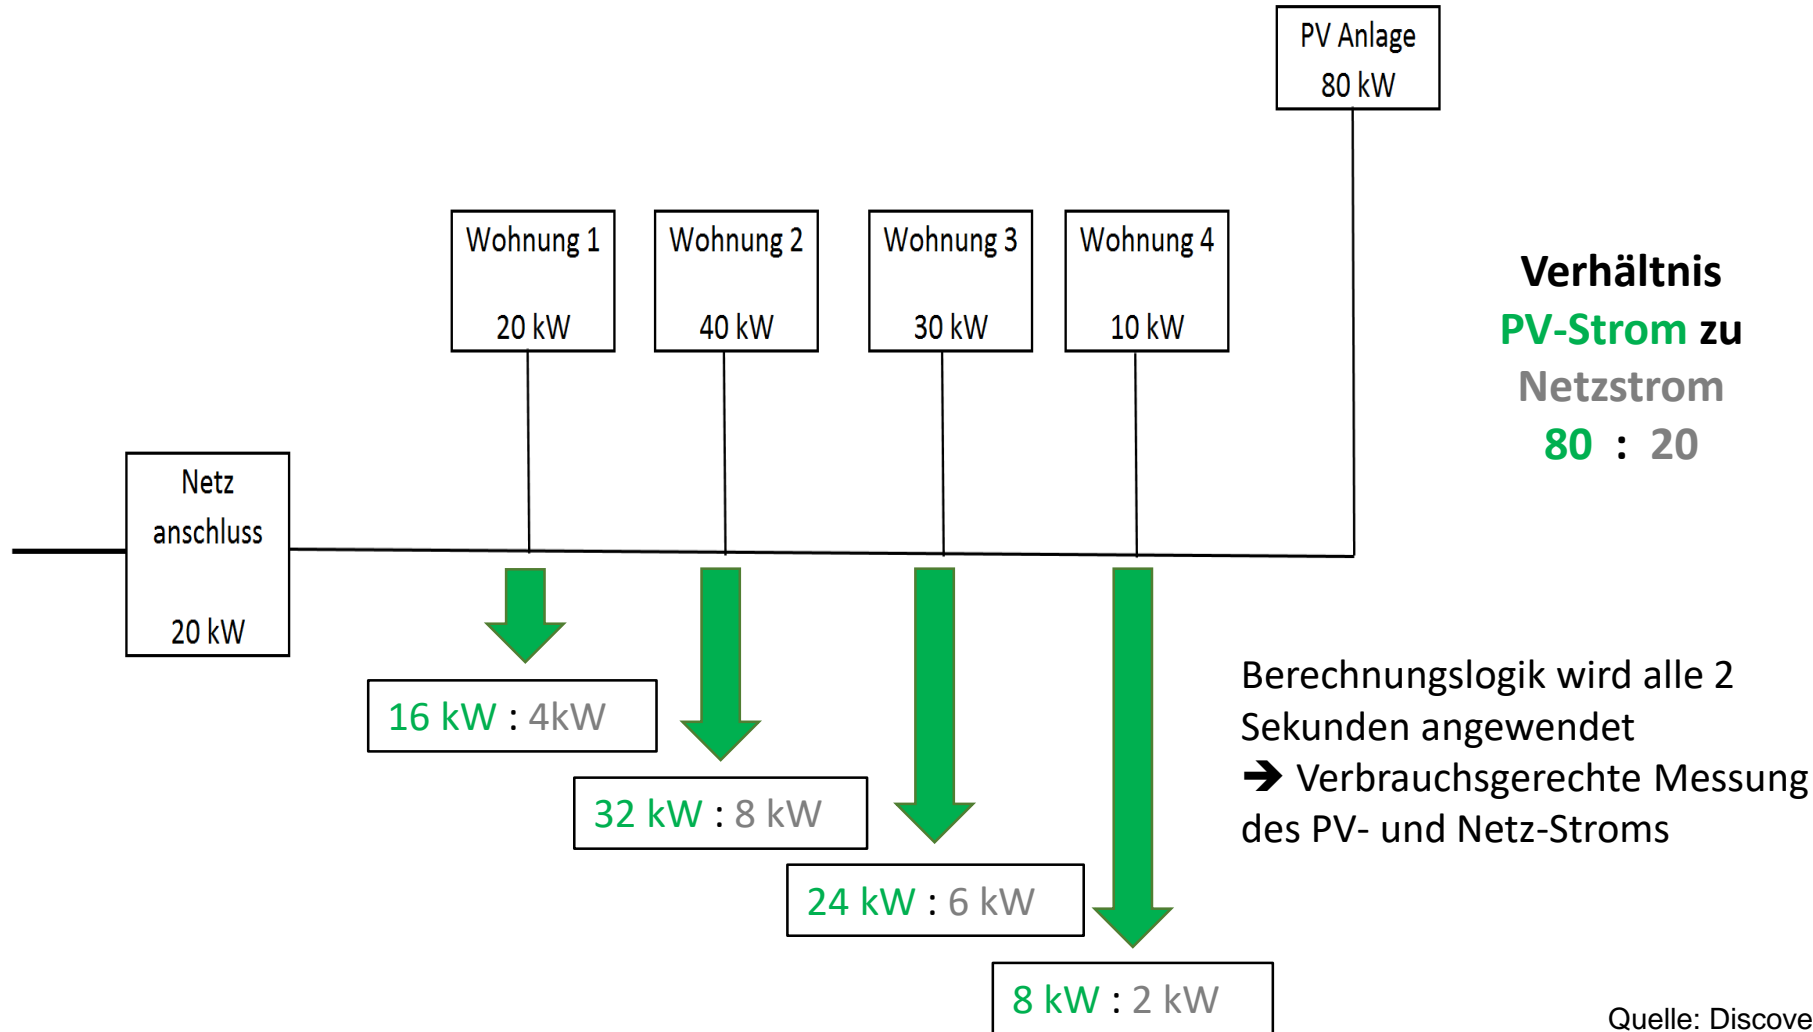 PV Anlage
80 kW
Wohnung 1
20 kW
Wohnung 2
40 kW
Wohnung 3
30 kW
Wohnung 4
10 kW
Verhältnis
PV-Strom zu
Netzstrom
80 : 20
Netz
anschluss
20 kW
16 kW : 4kW
32 kW : 8 kW
24 kW : 6 kW
8 kW : 2 kW
Berechnungslogik wird alle 2
Sekunden angewendet
➔ Verbrauchsgerechte Messung
des PV- und Netz-Stroms
Quelle: Discove